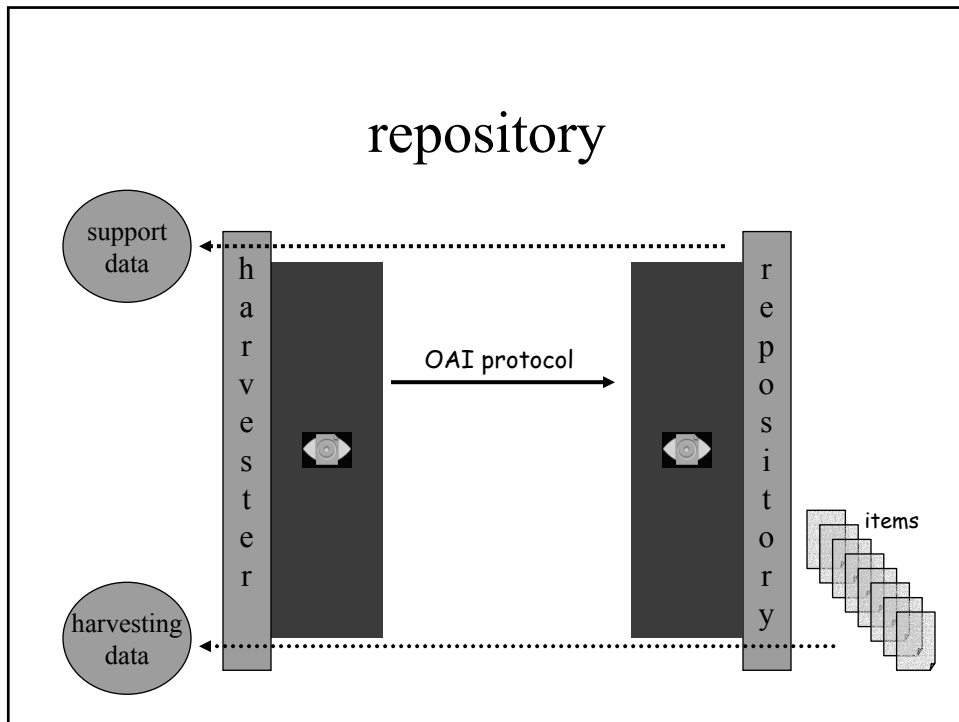 repository
support
data
harvester
OAI protocol
repository
items
harvesting
data